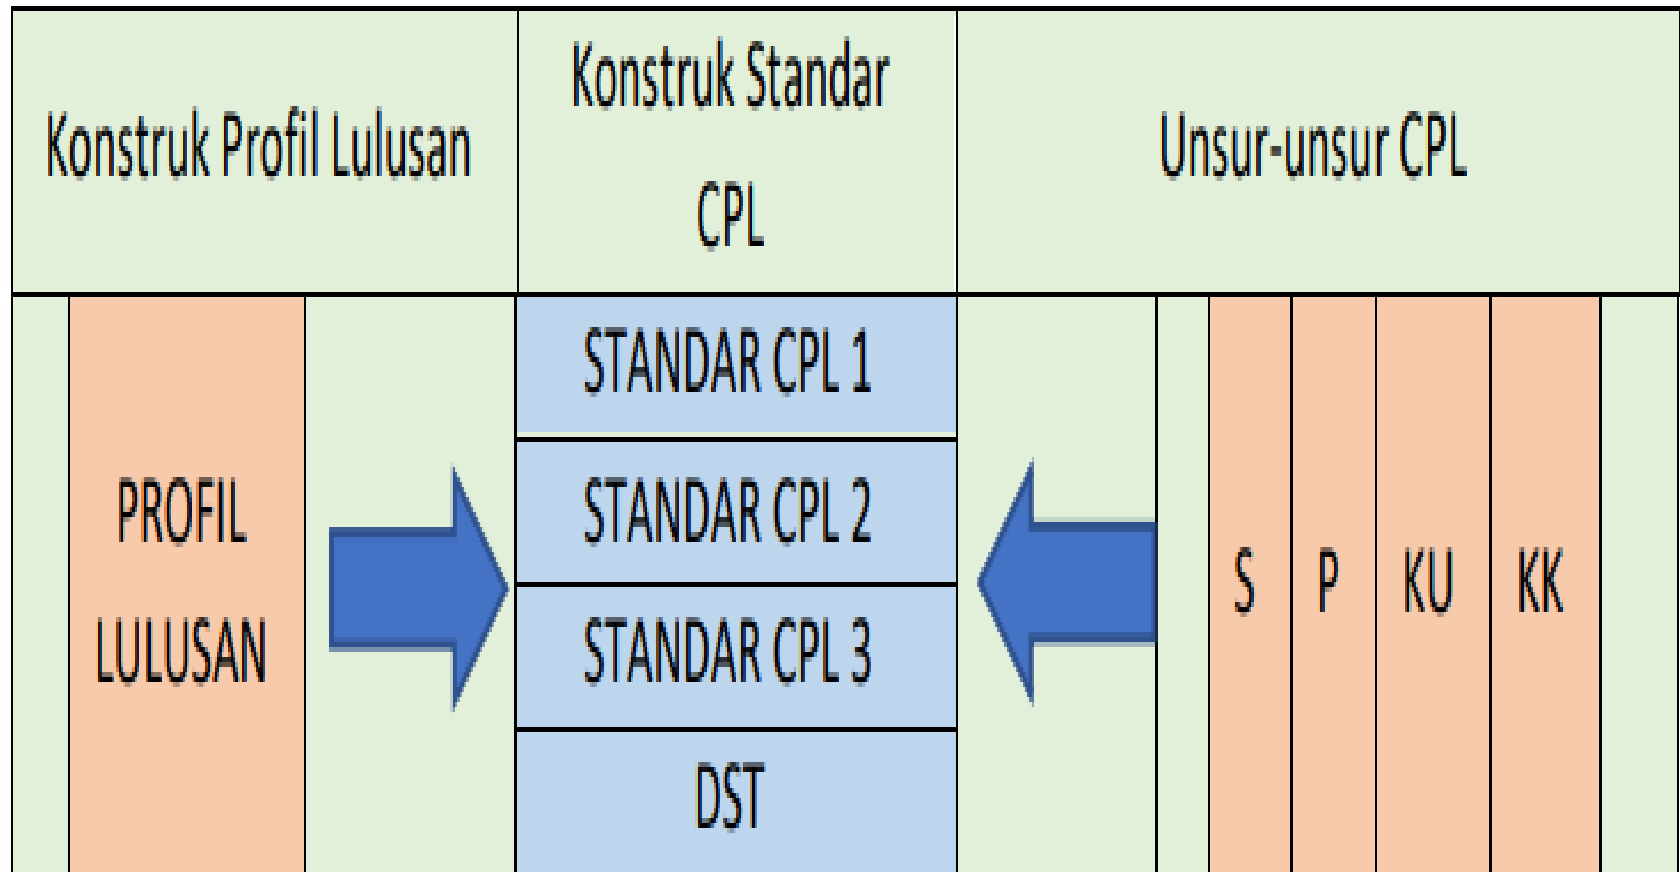 Konstruk Profil Lulusan
Konstruk Standar
CPL
Unsur-unsur CPL
PROFIL
LULUSAN
STANDAR CPL 1
STANDAR CPL 2
STANDAR CPL 3
DST
S
P
KU
KK